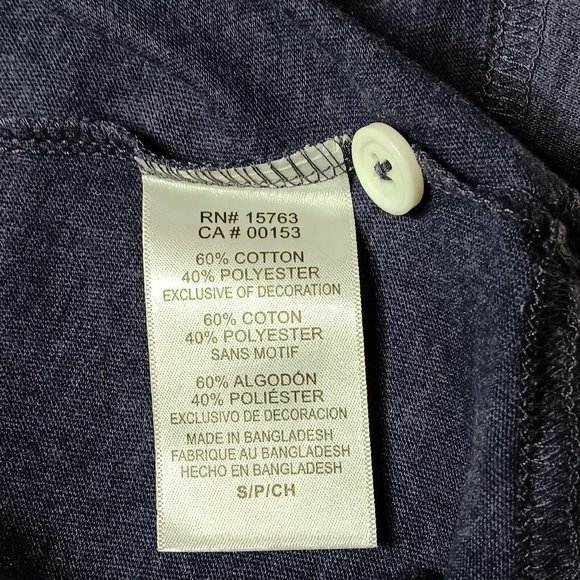 RN# 15763
CA # 00153
60% COTTON
40% POLYESTER
EXCLUSIVE OF DECORATION
60% COTON
40% POLYESTER
SANS MOTIF
60% ALGODÓN
40% POLIÉSTER
EXCLUSIVO DE DECORACION
MADE IN BANGLADESH
FABRIQUE AU BANGLADESH
HECHO EN BANGLADESH
S/P/CH